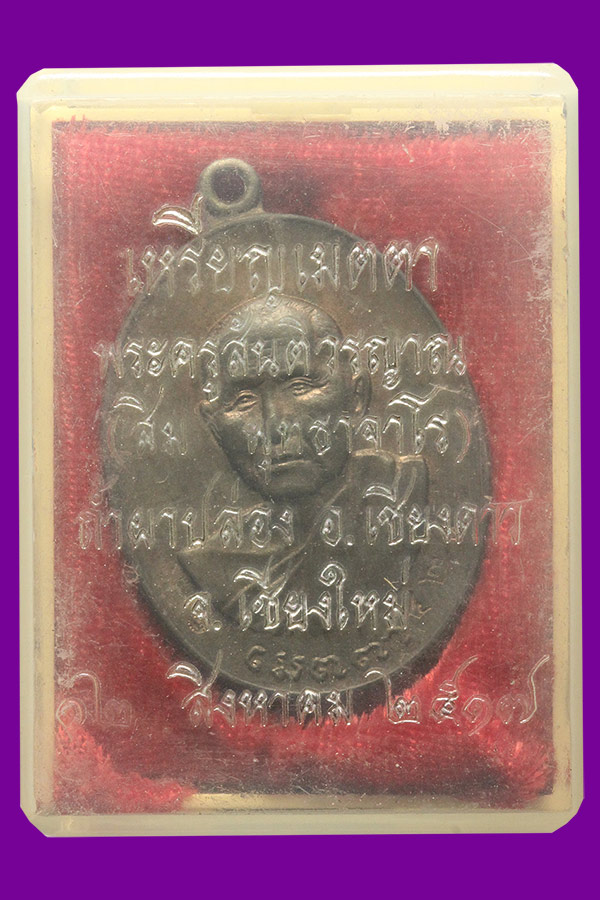 เหรียญเมตตา
พระครูสันติวรญาณ
(สิม พุทธาจาโร)
ถ้ำผาปล่อง อ.เชียงดาว
จ.เชียงใหม่
๑๒ สิงหาคม ๒๕๑๗